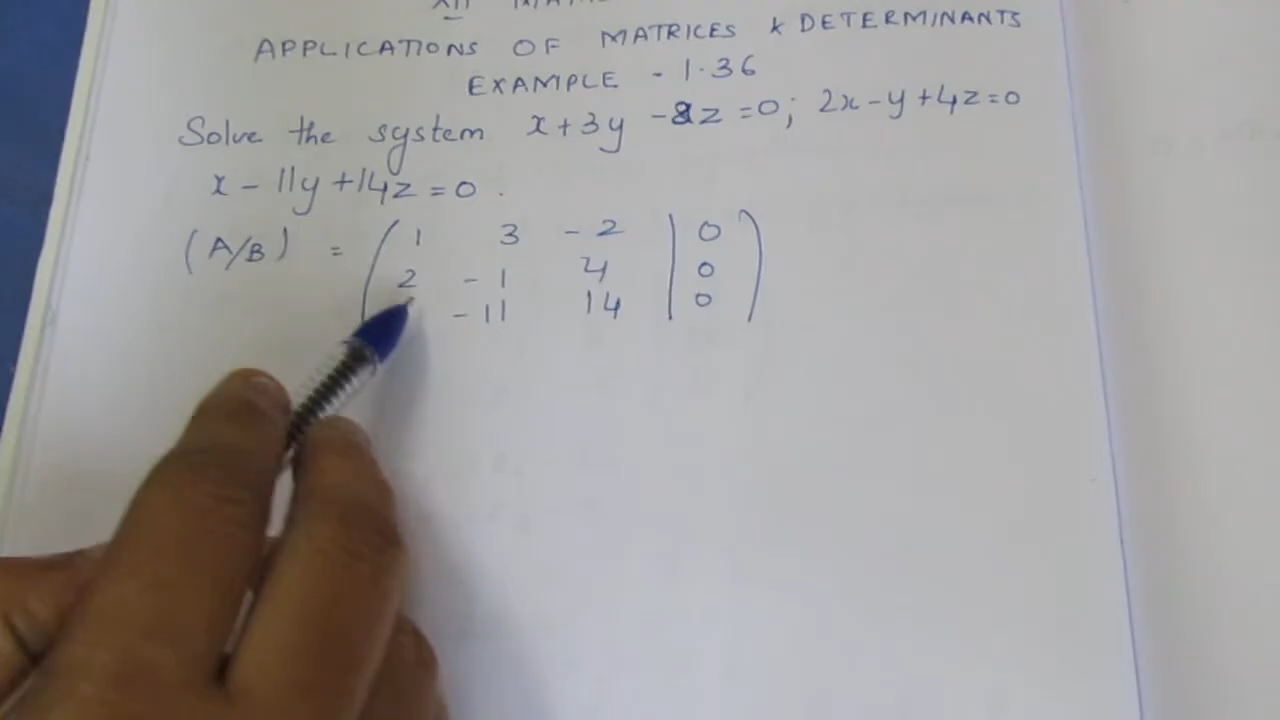 APPLICATIONS OF MATRICES & DETERMINANTS
EXAMPLE - 1.36
Solve the system x + 3y - 2z = 0; 2x - y + 4z = 0
x - 11y + 14z = 0.
(A/B) = ( 1 3 -2 | 0 )
2 -1 4 | 0
-11 14 | 0